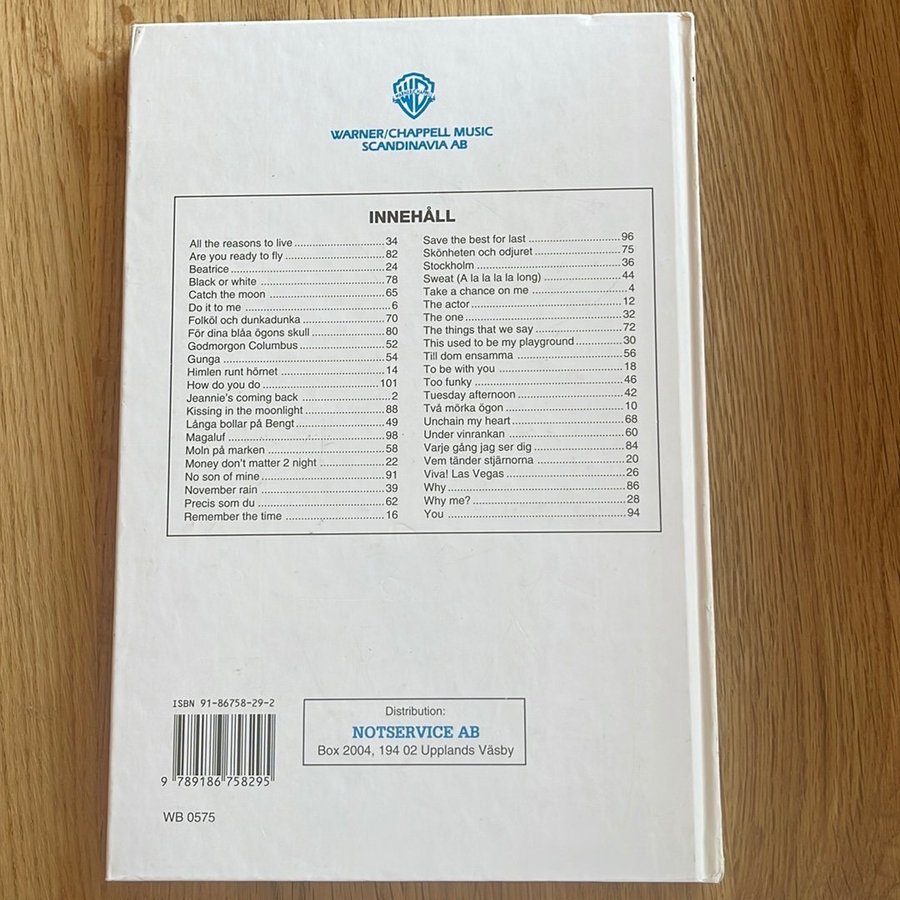 WARNER/CHAPPELL MUSIC
SCANDINAVIA AB
INNEHÅLL
All the reasons to live 34
Are you ready to fly 82
Beatrice 24
Black or white 78
Catch the moon 65
Do it to me 6
Folköl och dunkadunka 70
För dina blåa ögons skull 80
Godmorgon Columbus 52
Gunga 54
Himlen runt hörnet 14
How do you do 101
Jeannie's coming back 2
Kissing in the moonlight 88
Långa bollar på Bengt 49
Magaluf 98
Moln på marken 58
Money don't matter 2 night 22
No son of mine 91
November rain 39
Precis som du 62
Remember the time 16
Save the best for last 96
Skönheten och odjuret 75
Stockholm 36
Sweat (A la la la la long) 44
Take a chance on me 4
The actor 12
The one 32
The things that we say 72
This used to be my playground 30
Till dom ensamma 56
To be with you 18
Too funky 46
Tuesday afternoon 42
Två mörka ögon 10
Unchain my heart 68
Under vinrankan 60
Varje gång jag ser dig 84
Vem tänder stjärnorna 20
Viva! Las Vegas 26
Why 86
Why me? 28
You 94
ISBN 91-86758-29-2
9 789186 758295
WB 0575
Distribution:
NOTSERVICE AB
Box 2004, 194 02 Upplands Väsby